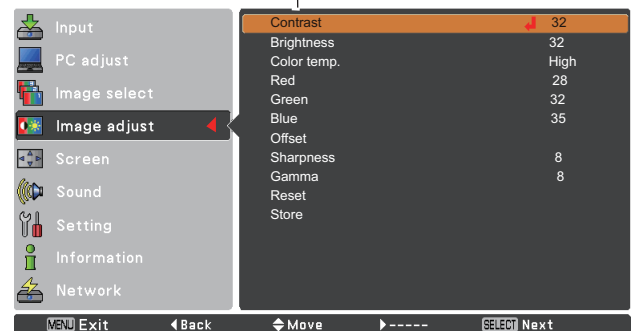 Input
PC adjust
Image select
Image adjust
Screen
Sound
Setting
Information
Network
Contrast 32
Brightness 32
Color temp. High
Red 28
Green 32
Blue 35
Offset
Sharpness 8
Gamma 8
Reset
Store
MENU Exit Back Move ----- SELECT Next